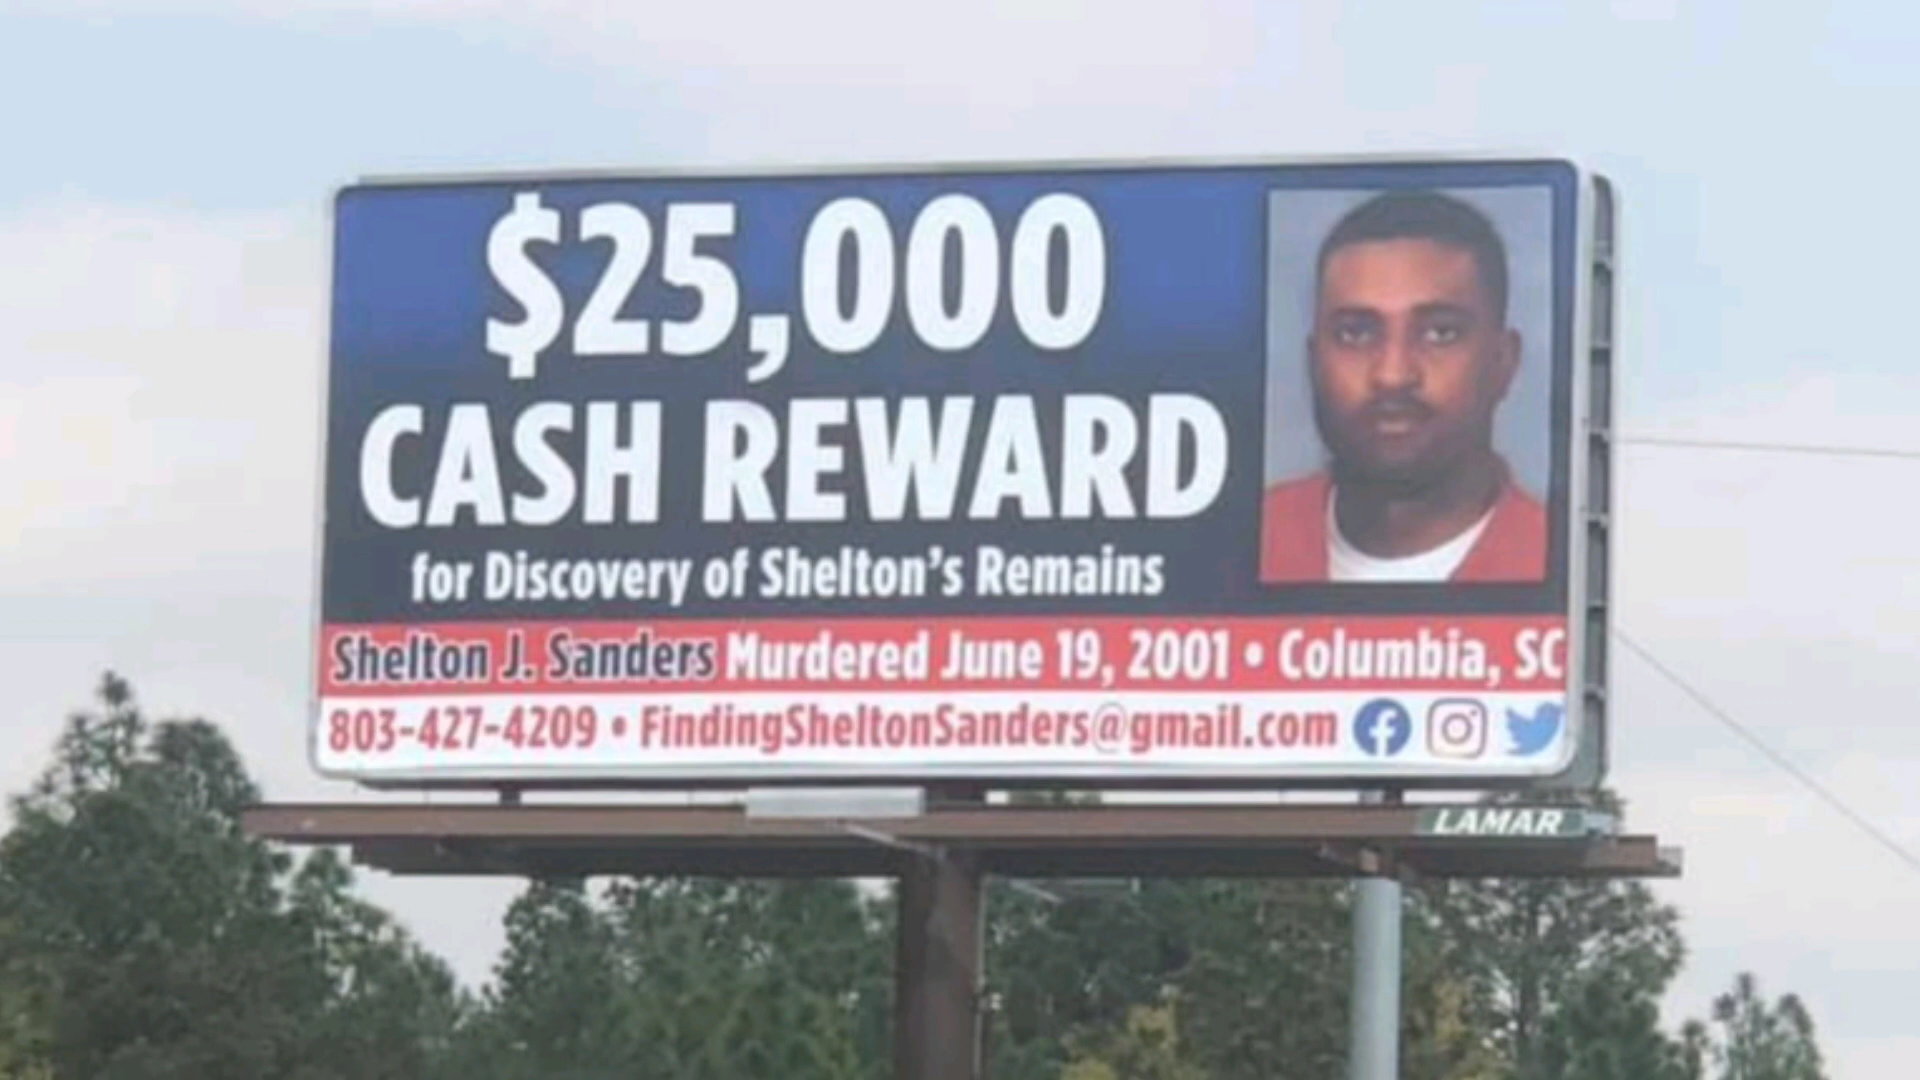 $25,000
CASH REWARD
for Discovery of Shelton's Remains
Shelton J. Sanders Murdered June 19, 2001 • Columbia, SC
803-427-4209 • FindingSheltonSanders@gmail.com
LAMAR